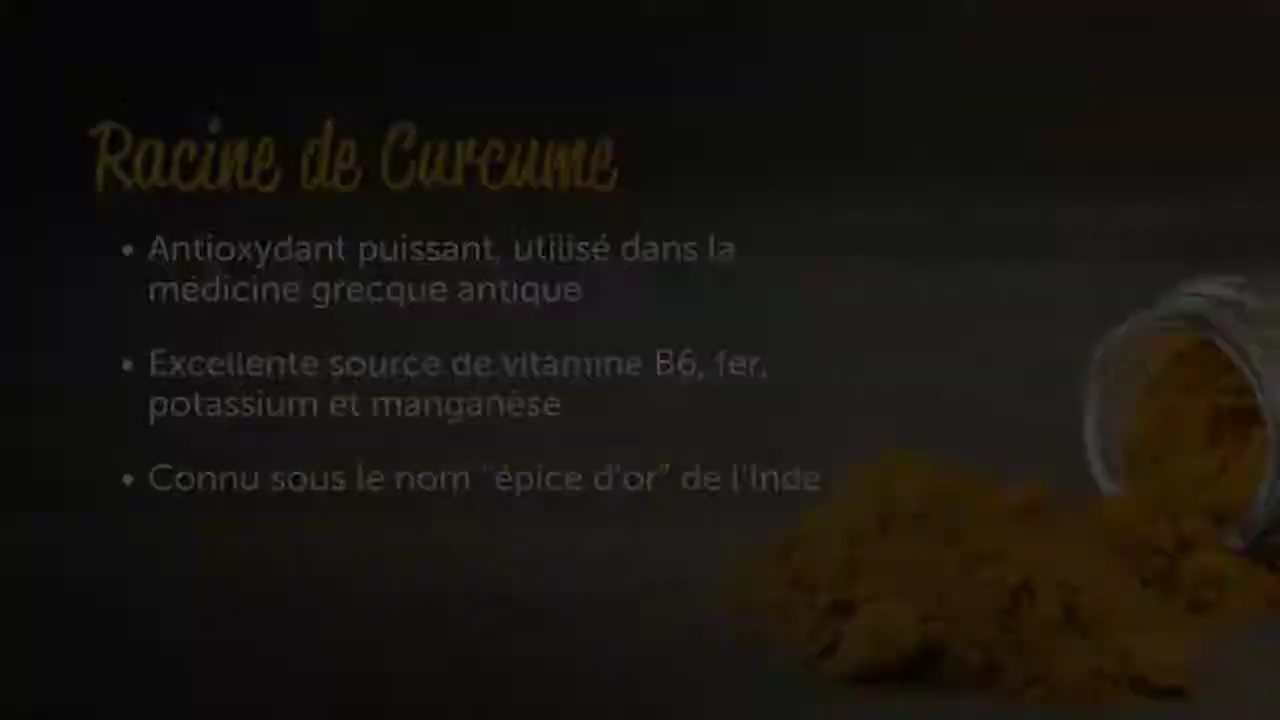 Racine de Curcume
• Antioxydant puissant, utilisé dans la
médicine grecque antique
• Excellente source de vitamine B6, fer,
potassium et manganèse
• Connu sous le nom "épice d'or" de l'Inde